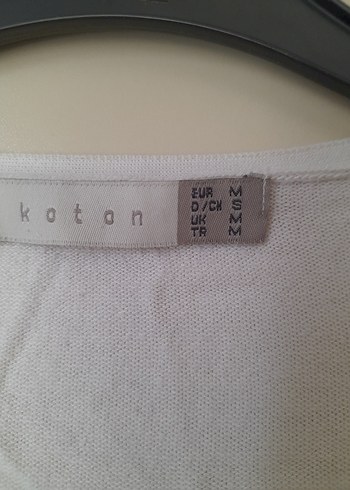 koton
EUR M
D/CH S
UK M
TR M